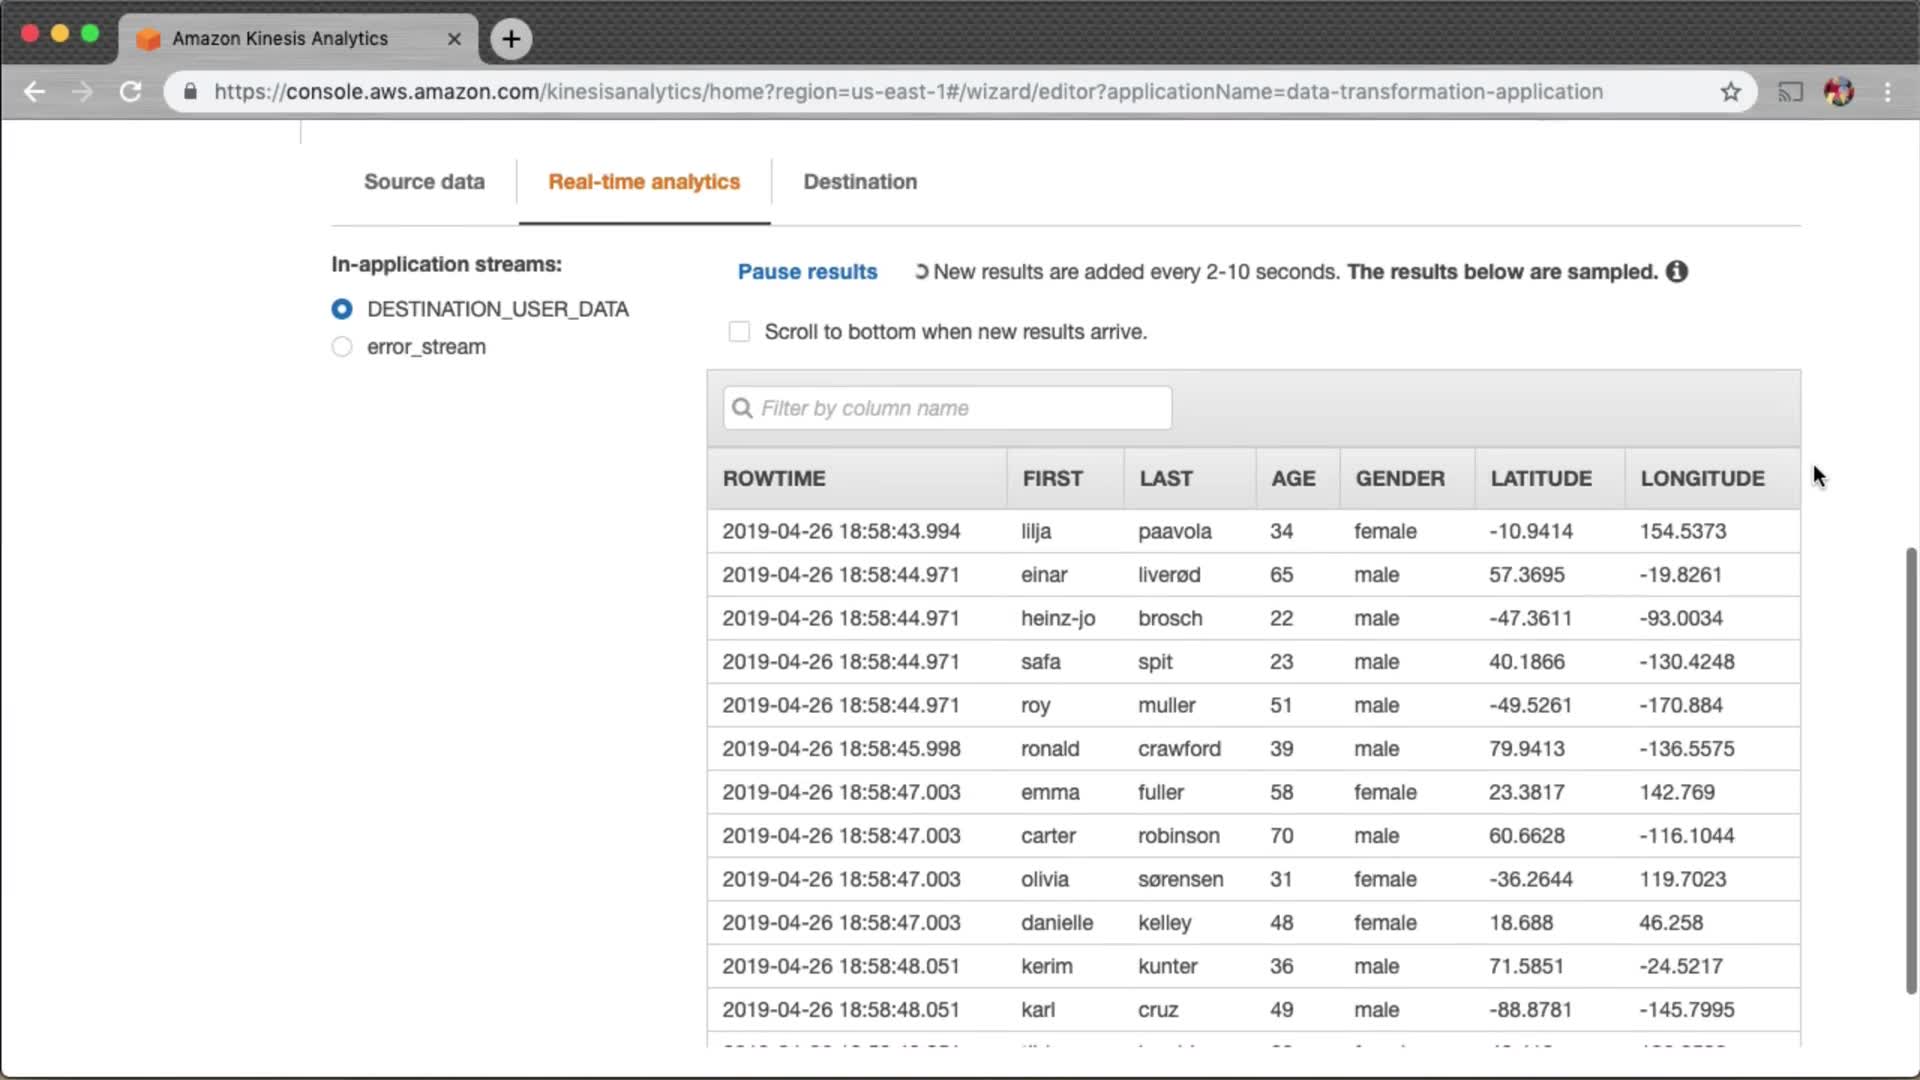 Amazon Kinesis Analytics
https://console.aws.amazon.com/kinesisanalytics/home?region=us-east-1#/wizard/editor?applicationName=data-transformation-application
Source data Real-time analytics Destination
In-application streams:
DESTINATION_USER_DATA
error_stream
Pause results New results are added every 2-10 seconds. The results below are sampled.
Scroll to bottom when new results arrive.
Filter by column name
ROWTIME FIRST LAST AGE GENDER LATITUDE LONGITUDE
2019-04-26 18:58:43.994 lilja paavola 34 female -10.9414 154.5373
2019-04-26 18:58:44.971 einar liverød 65 male 57.3695 -19.8261
2019-04-26 18:58:44.971 heinz-jo brosch 22 male -47.3611 -93.0034
2019-04-26 18:58:44.971 safa spit 23 male 40.1866 -130.4248
2019-04-26 18:58:44.971 roy muller 51 male -49.5261 -170.884
2019-04-26 18:58:45.998 ronald crawford 39 male 79.9413 -136.5575
2019-04-26 18:58:47.003 emma fuller 58 female 23.3817 142.769
2019-04-26 18:58:47.003 carter robinson 70 male 60.6628 -116.1044
2019-04-26 18:58:47.003 olivia sørensen 31 female -36.2644 119.7023
2019-04-26 18:58:47.003 danielle kelley 48 female 18.688 46.258
2019-04-26 18:58:48.051 kerim kunter 36 male 71.5851 -24.5217
2019-04-26 18:58:48.051 karl cruz 49 male -88.8781 -145.7995